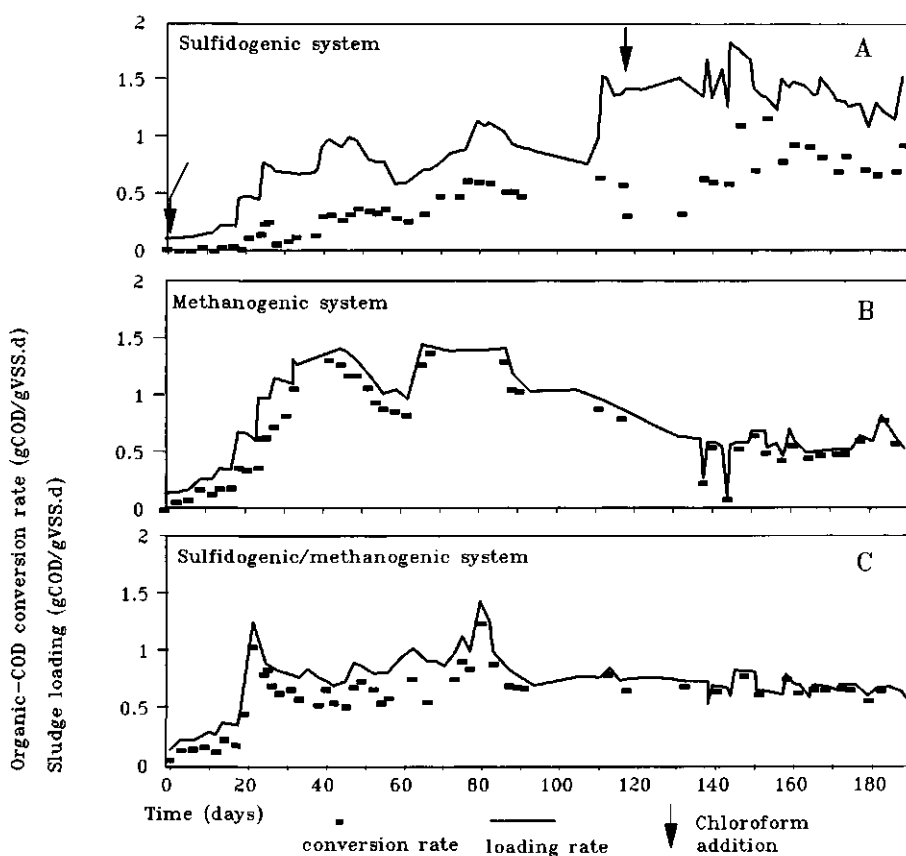 Organic-COD conversion rate (gCOD/gVSS.d)
Sludge loading (gCOD/gVSS.d)
2
1.5
1
0.5
0
Sulfidogenic system
A
2
1.5
1
0.5
0
Methanogenic system
B
2
1.5
1
0.5
0
Sulfidogenic/methanogenic system
C
0 20 40 60 80 100 120 140 160 180
Time (days)
conversion rate
loading rate
Chloroform
addition